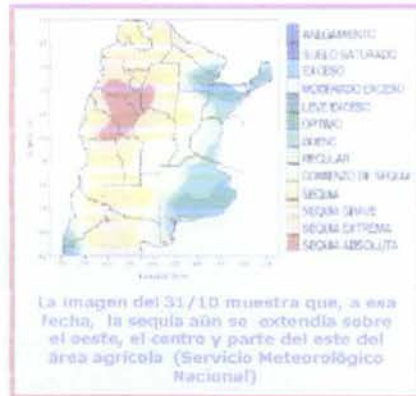 ANEGAMIENTO
SUELO SATURADO
EXCESO
MODERADO EXCESO
LEVE EXCESO
OPTIMO
BUENO
REGULAR
COMIENZO DE SEQUIA
SEQUIA
SEQUIA GRAVE
SEQUIA EXTREMA
SEQUIA ABSOLUTA
La imagen del 31/10 muestra que, a esa
fecha, la sequía aún se extendía sobre
el oeste, el centro y parte del este del
área agrícola (Servicio Meteorológico
Nacional)